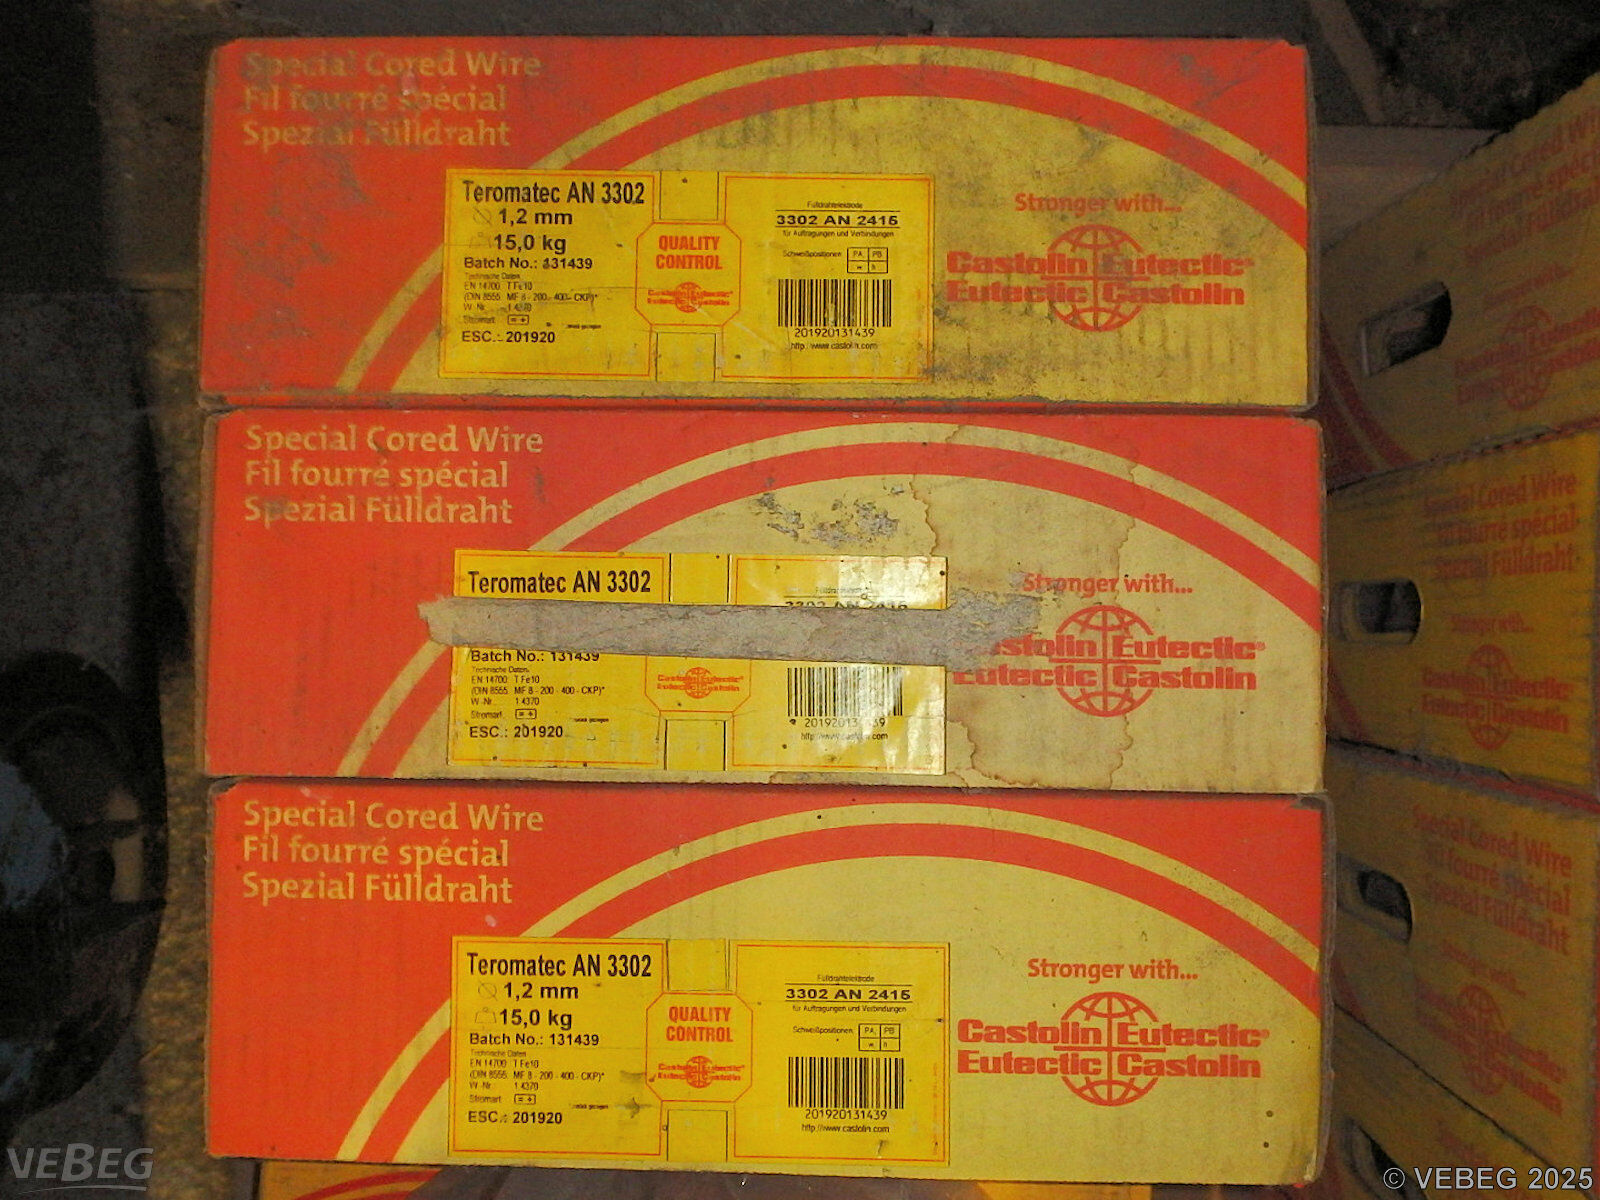 Special Cored Wire
Fil fourré spécial
Spezial Fülldraht
Teromatec AN 3302
1,2 mm
15,0 kg
Batch No.: 131439
Technische Daten
EN 14700 T Fe10
(DIN 8555 MF 8 - 200 - 400 - CKP)*
W-Nr. 1.4370
Stromart = +
ESC.: 201920
QUALITY
CONTROL
Castolin Eutectic
Eutectic Castolin
Fülldrahtelektrode
3302 AN 2415
für Auftragungen und Verbindungen
Schweißpositionen: PA PB
w h
201920131439
http://www.castolin.com
Stronger with...
Castolin Eutectic®
Eutectic Castolin
Special Cored Wire
Fil fourré spécial
Spezial Fülldraht
Teromatec AN 3302
Batch No.: 131439
Technische Daten
EN 14700 T Fe10
(DIN 8555 MF 8 - 200 - 400 - CKP)*
W-Nr. 1.4370
Stromart = +
ESC.: 201920
Castolin Eutectic
Eutectic Castolin
http://www.castolin.com
Stronger with...
Eutectic®
Eutectic Castolin
Special Cored Wire
Fil fourré spécial
Spezial Fülldraht
Teromatec AN 3302
1,2 mm
15,0 kg
Batch No.: 131439
Technische Daten
EN 14700 T Fe10
(DIN 8555 MF 8 - 200 - 400 - CKP)*
W-Nr. 1.4370
Stromart = +
ESC.: 201920
QUALITY
CONTROL
Castolin Eutectic
Eutectic Castolin
Fülldrahtelektrode
3302 AN 2415
für Auftragungen und Verbindungen
Schweißpositionen: PA PB
w h
201920131439
http://www.castolin.com
Stronger with...
Castolin Eutectic®
Eutectic Castolin
Special Cored Wire
Fil fourré spécial
Spezial Fülldraht
Stronger with...
Castolin Eutectic
Eutectic Castolin
Special Cored Wire
Fil fourré spécial
Spezial Fülldraht
VEBEG
© VEBEG 2025